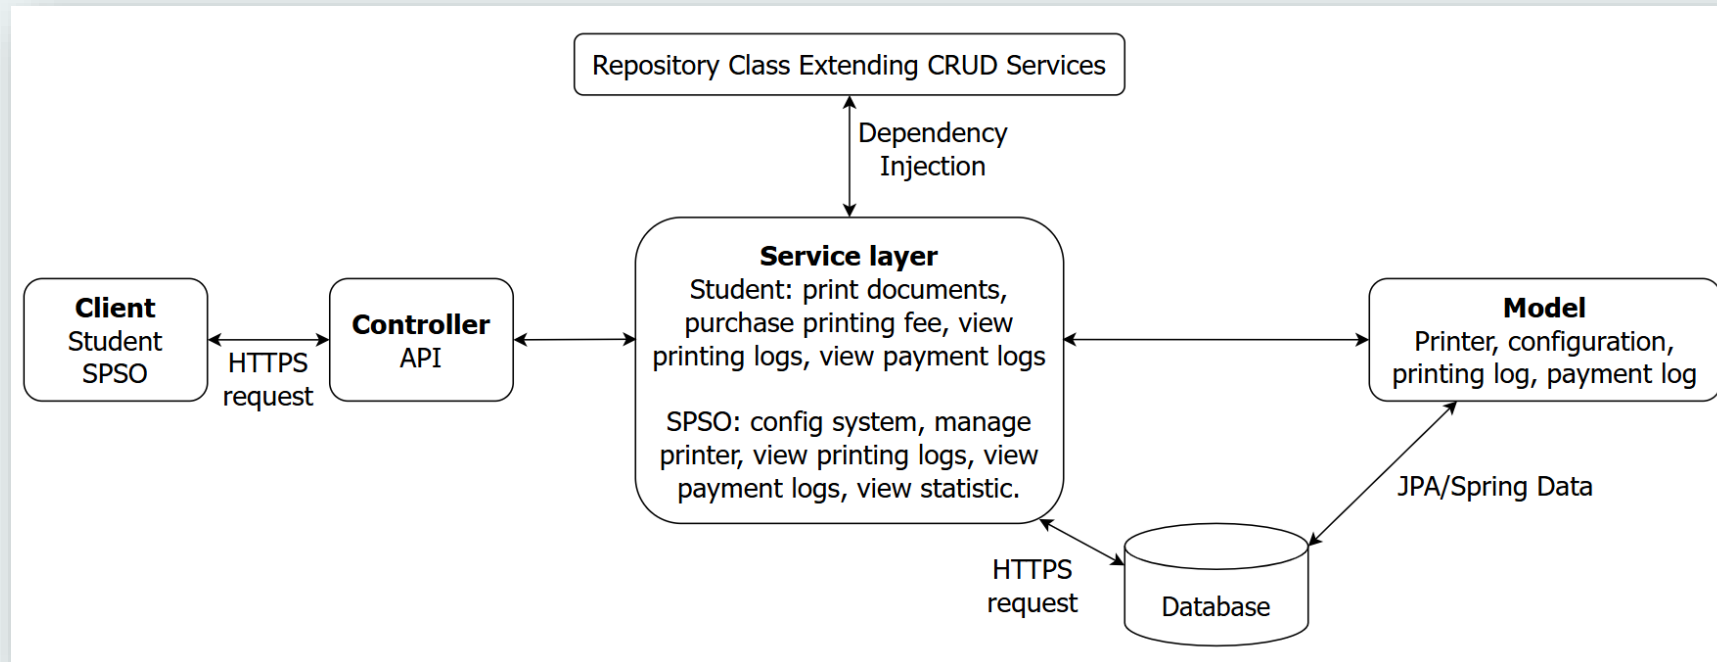 Repository Class Extending CRUD Services
Dependency
Injection
Client
Student
SPSO
HTTPS
request
Controller
API
Service layer
Student: print documents,
purchase printing fee, view
printing logs, view payment logs
SPSO: config system, manage
printer, view printing logs, view
payment logs, view statistic.
Model
Printer, configuration,
printing log, payment log
JPA/Spring Data
HTTPS
request
Database